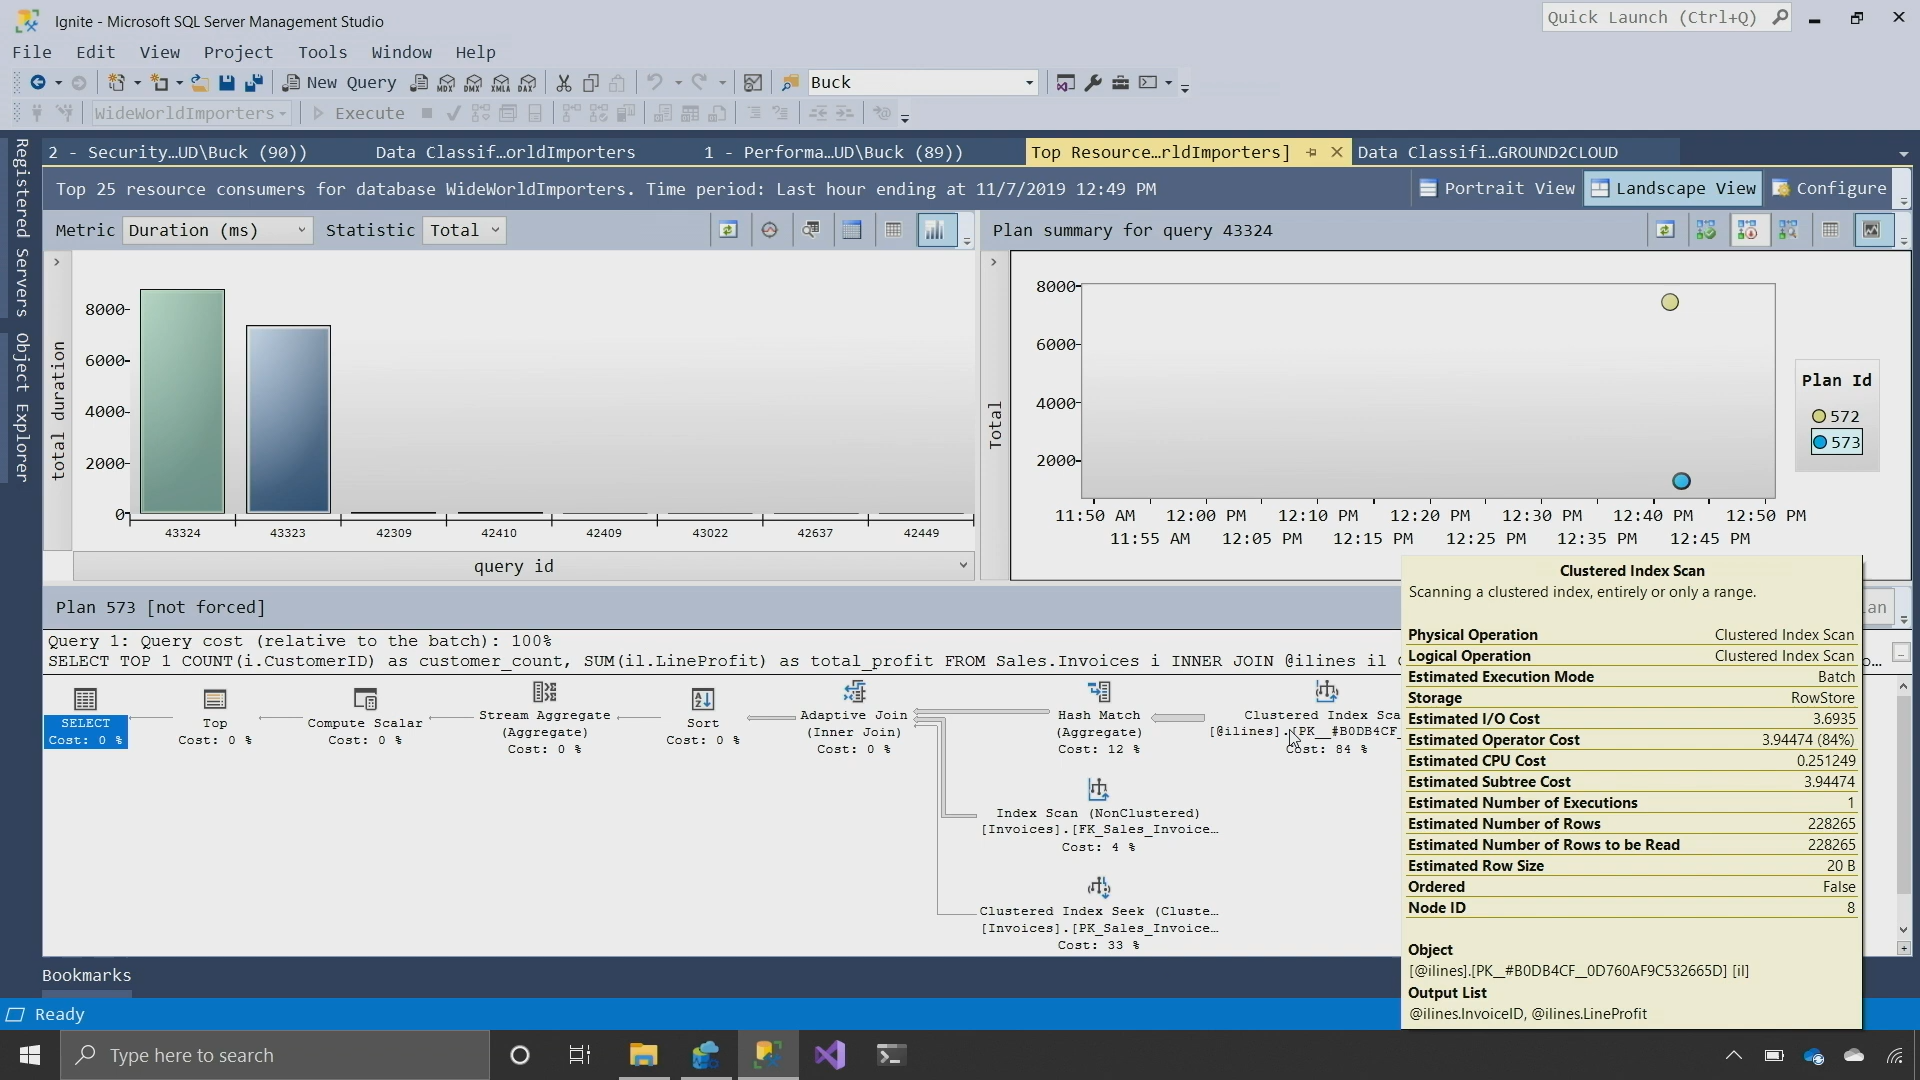 Ignite - Microsoft SQL Server Management Studio
Quick Launch (Ctrl+Q)
File Edit View Project Tools Window Help
New Query
MDX DMX XMLA DAX
Buck
WideWorldImporters
Execute
2 - Security...UD\Buck (90))
Data Classif...orldImporters
1 - Performa...UD\Buck (89))
Top Resource...rldImporters]
Data Classifi...GROUND2CLOUD
Registered Servers
Object Explorer
Top 25 resource consumers for database WideWorldImporters. Time period: Last hour ending at 11/7/2019 12:49 PM
Portrait View
Landscape View
Configure
Metric Duration (ms) Statistic Total
total duration
8000
6000
4000
2000
0
43324 43323 42309 42410 42409 43022 42637 42449
query id
Plan summary for query 43324
Total
8000
6000
4000
2000
11:50 AM 12:00 PM 12:10 PM 12:20 PM 12:30 PM 12:40 PM 12:50 PM
11:55 AM 12:05 PM 12:15 PM 12:25 PM 12:35 PM 12:45 PM
Plan Id
572
573
Plan 573 [not forced]
lan
Query 1: Query cost (relative to the batch): 100%
SELECT TOP 1 COUNT(i.CustomerID) as customer_count, SUM(il.LineProfit) as total_profit FROM Sales.Invoices i INNER JOIN @ilines il
o...
SELECT
Cost: 0 %
Top
Cost: 0 %
Compute Scalar
Cost: 0 %
Stream Aggregate
(Aggregate)
Cost: 0 %
Sort
Cost: 0 %
Adaptive Join
(Inner Join)
Cost: 0 %
Hash Match
(Aggregate)
Cost: 12 %
Clustered Index Sca
[@ilines].[PK__#B0DB4CF_
Cost: 84 %
Index Scan (NonClustered)
[Invoices].[FK_Sales_Invoice...
Cost: 4 %
Clustered Index Seek (Cluste...
[Invoices].[PK_Sales_Invoice...
Cost: 33 %
Clustered Index Scan
Scanning a clustered index, entirely or only a range.
Physical Operation Clustered Index Scan
Logical Operation Clustered Index Scan
Estimated Execution Mode Batch
Storage RowStore
Estimated I/O Cost 3.6935
Estimated Operator Cost 3.94474 (84%)
Estimated CPU Cost 0.251249
Estimated Subtree Cost 3.94474
Estimated Number of Executions 1
Estimated Number of Rows 228265
Estimated Number of Rows to be Read 228265
Estimated Row Size 20 B
Ordered False
Node ID 8
Object
[@ilines].[PK__#B0DB4CF__0D760AF9C532665D] [il]
Output List
@ilines.InvoiceID, @ilines.LineProfit
Bookmarks
Ready
Type here to search